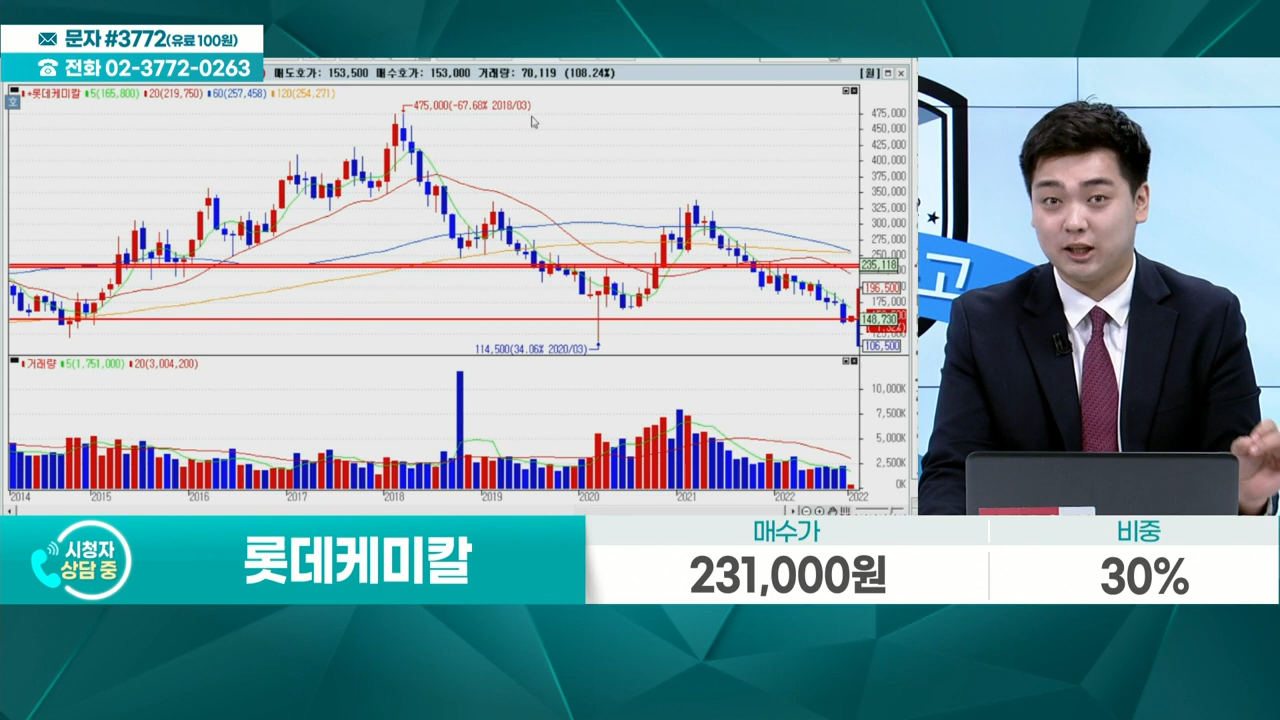 문자 #3772(유료 100원)
전화 02-3772-0263
매도호가: 153,500 매수호가: 153,000 거래량: 70,119 (108.24%)
[월]
호
롯데케미칼 5(165,800) 20(219,750) 60(257,458) 120(254,271)
475,000(-67.68% 2018/03)
114,500(34.06% 2020/03)
475,000
450,000
425,000
400,000
375,000
350,000
325,000
300,000
275,000
250,000
235,118
196,500
175,000
148,730
106,500
거래량 5(1,751,000) 20(3,004,200)
10,000K
7,500K
5,000K
2,500K
0K
2014 2015 2016 2017 2018 2019 2020 2021 2022 2022
고
시청자
상담 중
롯데케미칼
매수가
231,000원
비중
30%